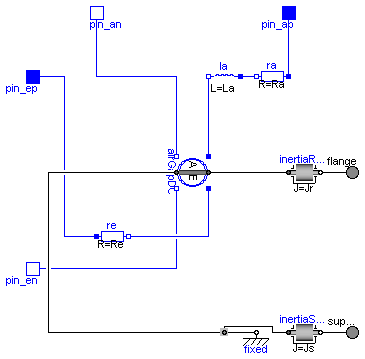 pin_an
pin_ap
la
ra
pin_ep
L=La
R=Ra
airGapDC
A
E
inertiaR...
flange
J=Jr
re
R=Re
pin_en
inertiaS...
sup...
fixed
J=Js